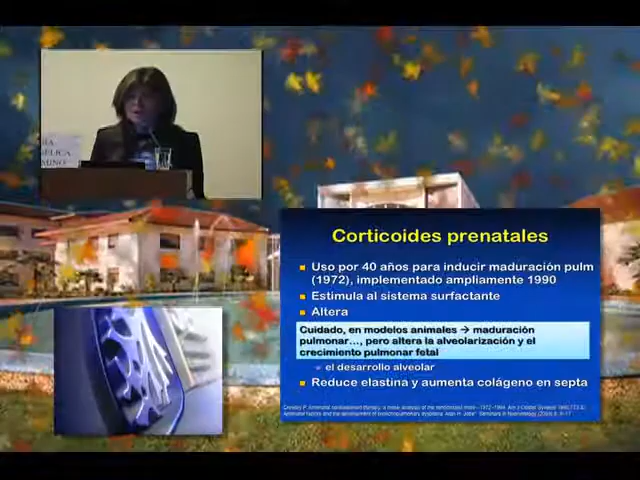 Corticoides prenatales
Uso por 40 años para inducir maduración pulm
(1972), implementado ampliamente 1990
Estimula al sistema surfactante
Altera
Cuidado, en modelos animales → maduración
pulmonar..., pero altera la alveolarización y el
crecimiento pulmonar fetal
el desarrollo alveolar
Reduce elastina y aumenta colágeno en septa